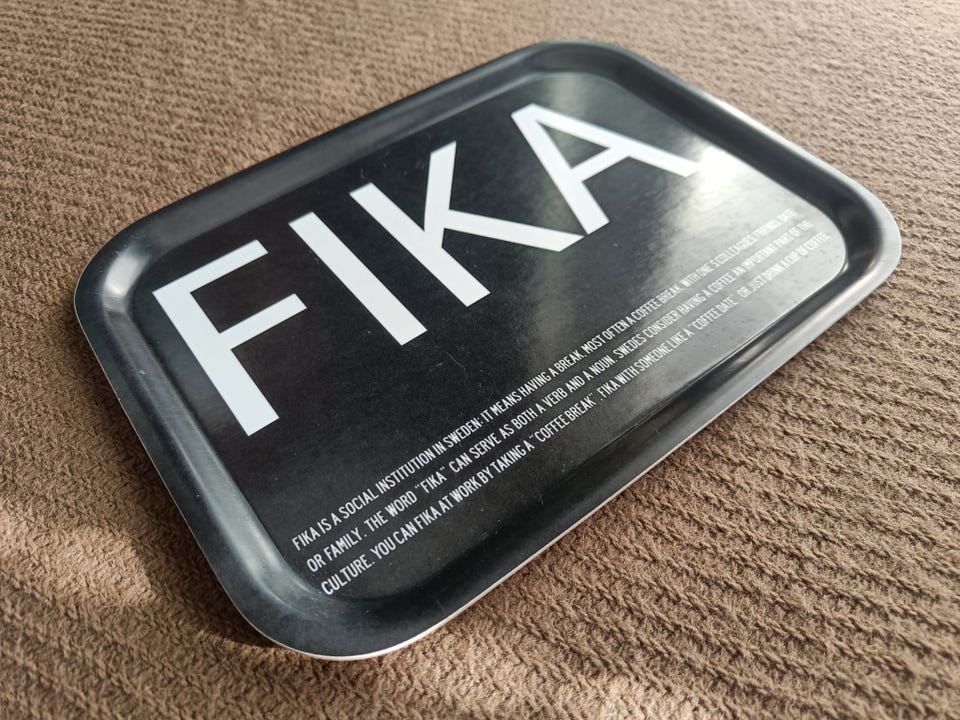 FIKA
FIKA IS A SOCIAL INSTITUTION IN SWEDEN; IT MEANS HAVING A BREAK, MOST OFTEN A COFFEE BREAK, WITH ONE'S COLLEAGUES, FRIENDS, DATE
OR FAMILY. THE WORD "FIKA" CAN SERVE AS BOTH A VERB AND A NOUN. SWEDES CONSIDER HAVING A COFFEE AN IMPORTANT PART OF THE
CULTURE. YOU CAN FIKA AT WORK BY TAKING A "COFFEE BREAK", FIKA WITH SOMEONE LIKE A "COFFEE DATE", OR JUST DRINK A CUP OF COFFEE.